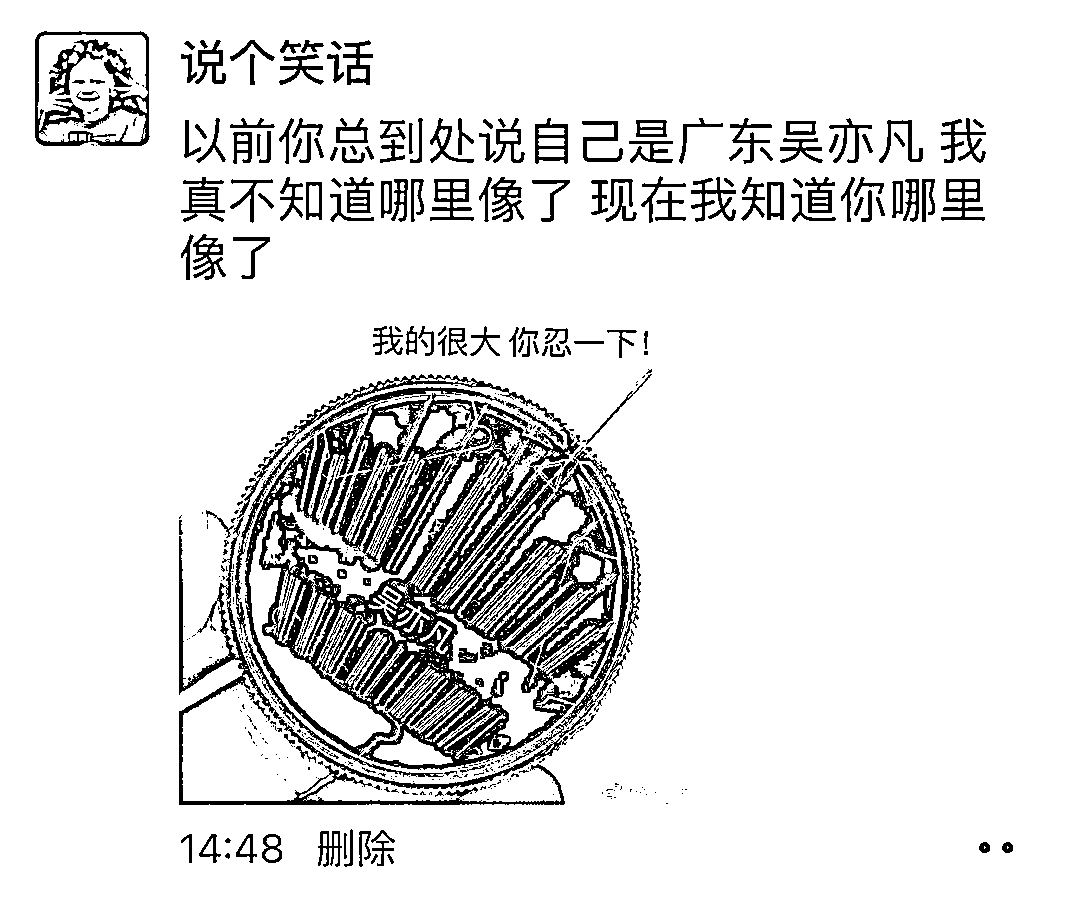 说个笑话
以前你总到处说自己是广东吴亦凡 我
真不知道哪里像了 现在我知道你哪里
像了
我的很大 你忍一下!
吴亦凡
14:48 删除